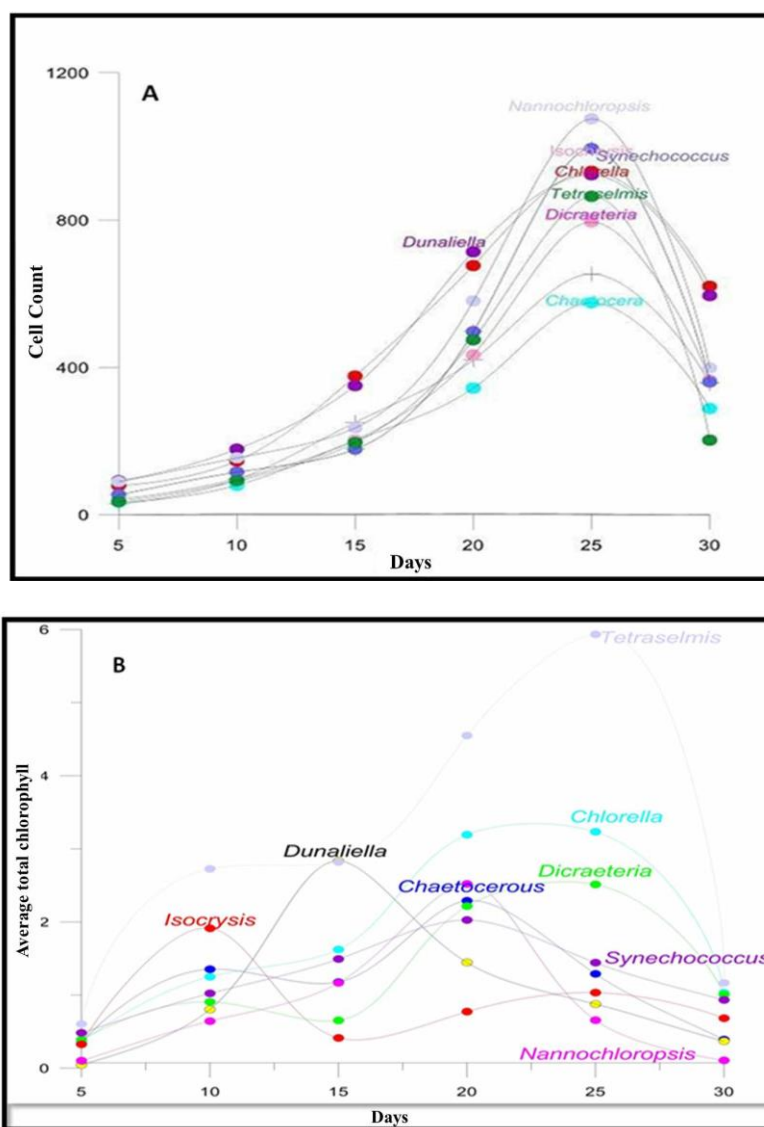 1200
A
Nannochloropsis
Isocrysis
Synechococcus
Chlorella
800
Tetraselmis
Dicraeteria
Dunaliella
Chaetocera
Cell Count
400
0
5 10 15 20 25 30
Days
6
B
Tetraselmis
Average total chlorophyll
4
Chlorella
Dunaliella
Dicraeteria
Chaetocerous
2
Isocrysis
Synechococcus
Nannochloropsis
0
5 10 15 20 25 30
Days